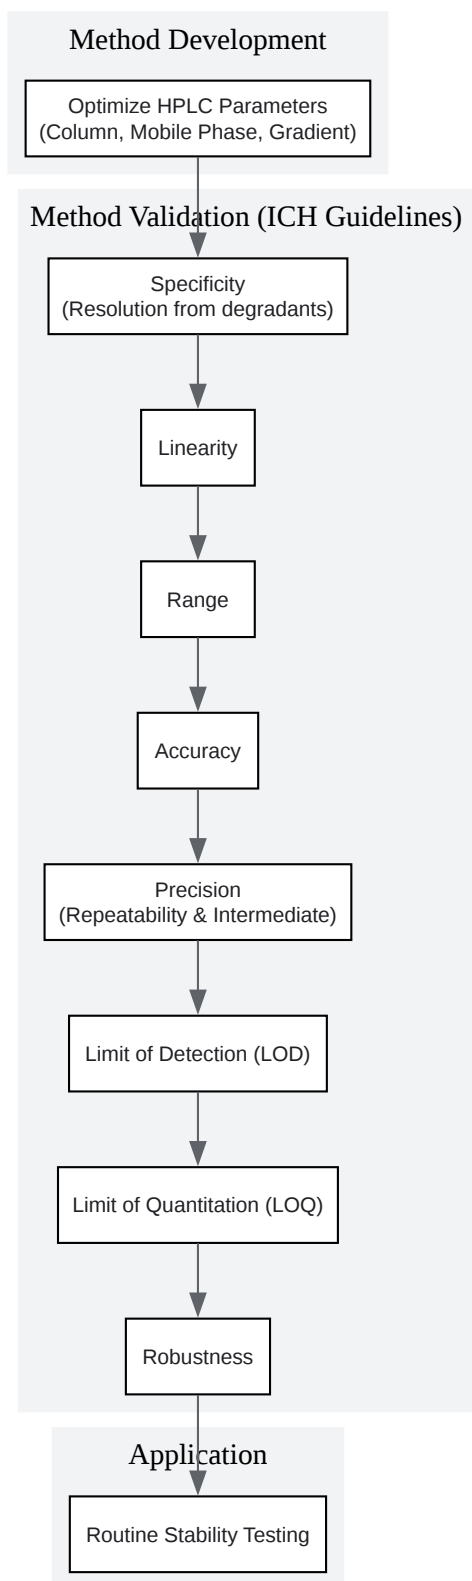 Method Development
Optimize HPLC Parameters
(Column, Mobile Phase, Gradient)
Method Validation (ICH Guidelines)
Specificity
(Resolution from degradants)
Linearity
Range
Accuracy
Precision
(Repeatability & Intermediate)
Limit of Detection (LOD)
Limit of Quantitation (LOQ)
Robustness
Application
Routine Stability Testing